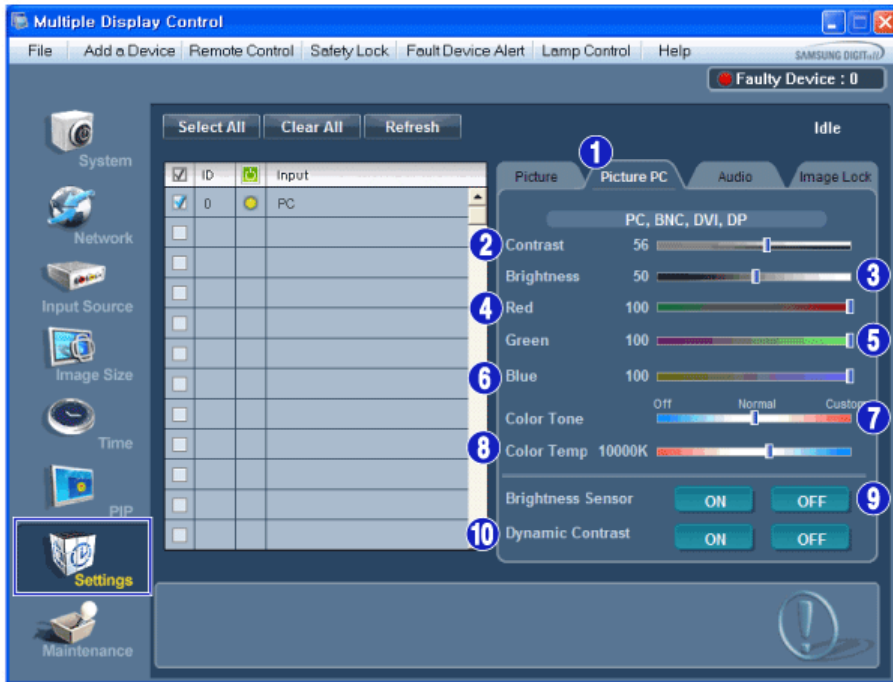 Multiple Display Control
File Add a Device Remote Control Safety Lock Fault Device Alert Lamp Control Help SAMSUNG DIGITall
Faulty Device : 0
Select All Clear All Refresh Idle
System
Network
Input Source
Image Size
Time
PIP
Settings
Maintenance
ID Input
0 PC
1
Picture Picture PC Audio Image Lock
PC, BNC, DVI, DP
2 Contrast 56
Brightness 50 3
4 Red 100
Green 100 5
6 Blue 100
Off Normal Custom
Color Tone 7
8 Color Temp 10000K
Brightness Sensor ON OFF 9
10 Dynamic Contrast ON OFF